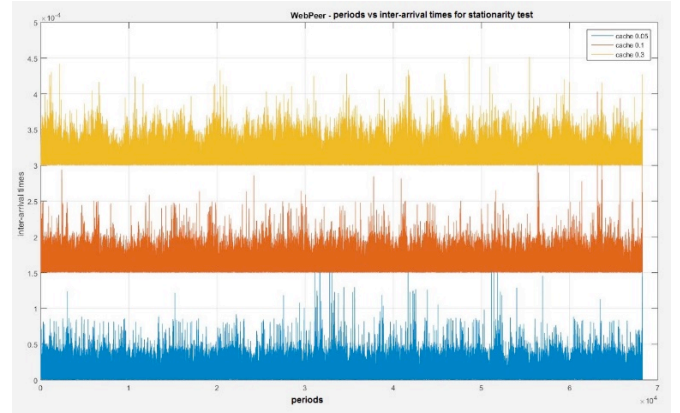 WebPeer - periods vs inter-arrival times for stationarity test
×10⁻⁴
5
4.5
4
3.5
3
2.5
2
1.5
1
0.5
0
inter-arrival times
cache 0.05
cache 0.1
cache 0.3
0 1 2 3 4 5 6 7
×10⁴
periods